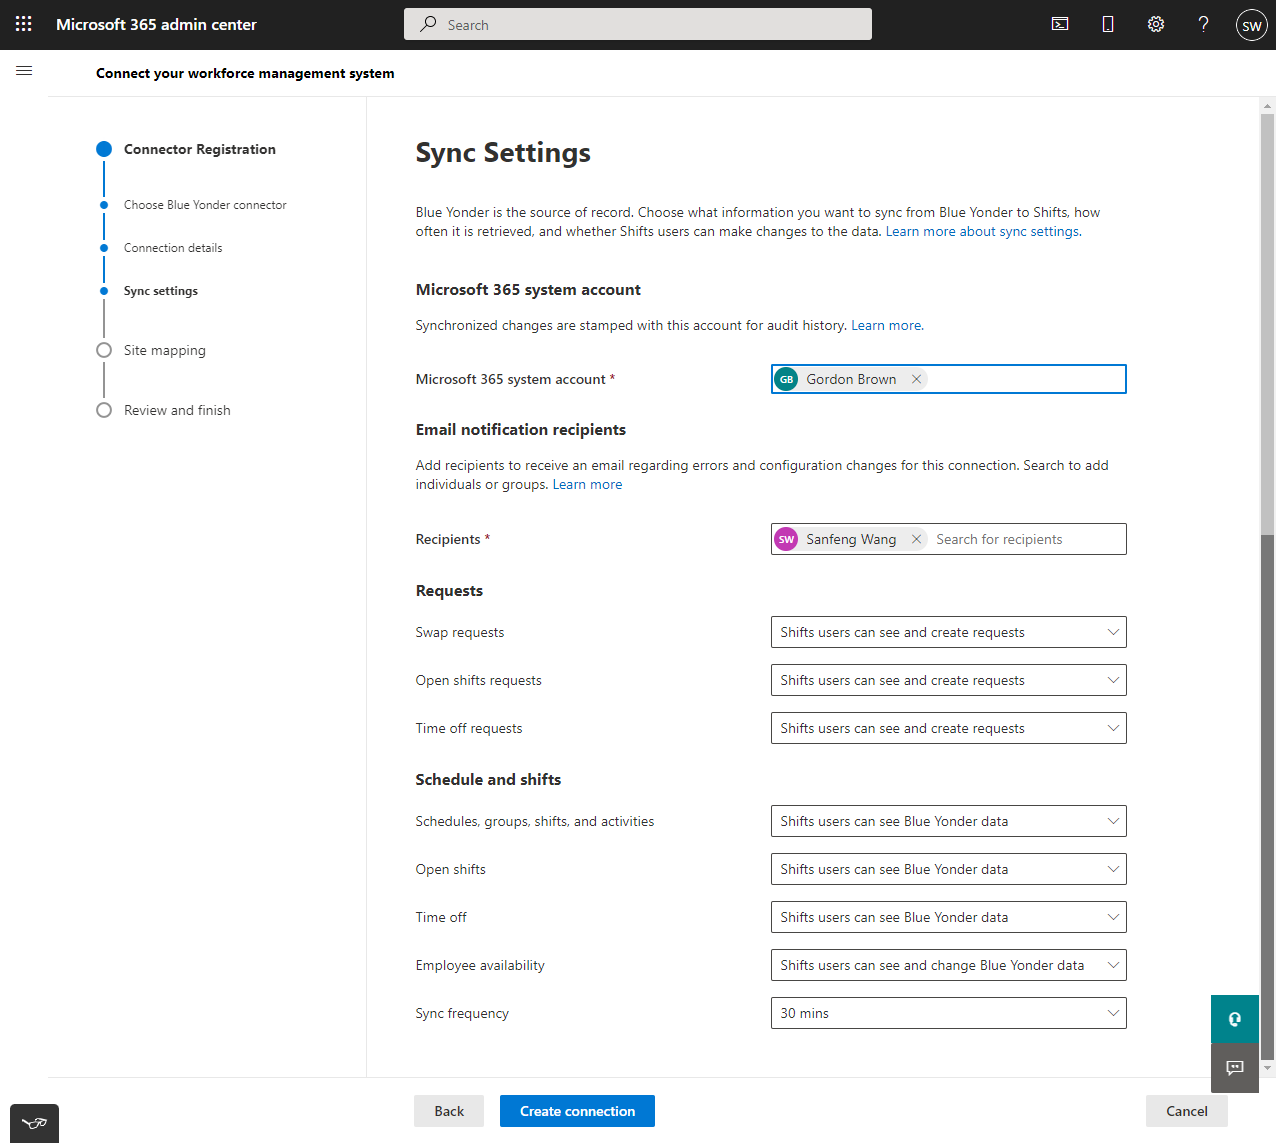 Microsoft 365 admin center
Search
SW
Connect your workforce management system
Connector Registration
Choose Blue Yonder connector
Connection details
Sync settings
Site mapping
Review and finish
Sync Settings
Blue Yonder is the source of record. Choose what information you want to sync from Blue Yonder to Shifts, how
often it is retrieved, and whether Shifts users can make changes to the data. Learn more about sync settings.
Microsoft 365 system account
Synchronized changes are stamped with this account for audit history. Learn more.
Microsoft 365 system account * GB Gordon Brown
Email notification recipients
Add recipients to receive an email regarding errors and configuration changes for this connection. Search to add
individuals or groups. Learn more
Recipients * SW Sanfeng Wang Search for recipients
Requests
Swap requests Shifts users can see and create requests
Open shifts requests Shifts users can see and create requests
Time off requests Shifts users can see and create requests
Schedule and shifts
Schedules, groups, shifts, and activities Shifts users can see Blue Yonder data
Open shifts Shifts users can see Blue Yonder data
Time off Shifts users can see Blue Yonder data
Employee availability Shifts users can see and change Blue Yonder data
Sync frequency 30 mins
Back Create connection Cancel